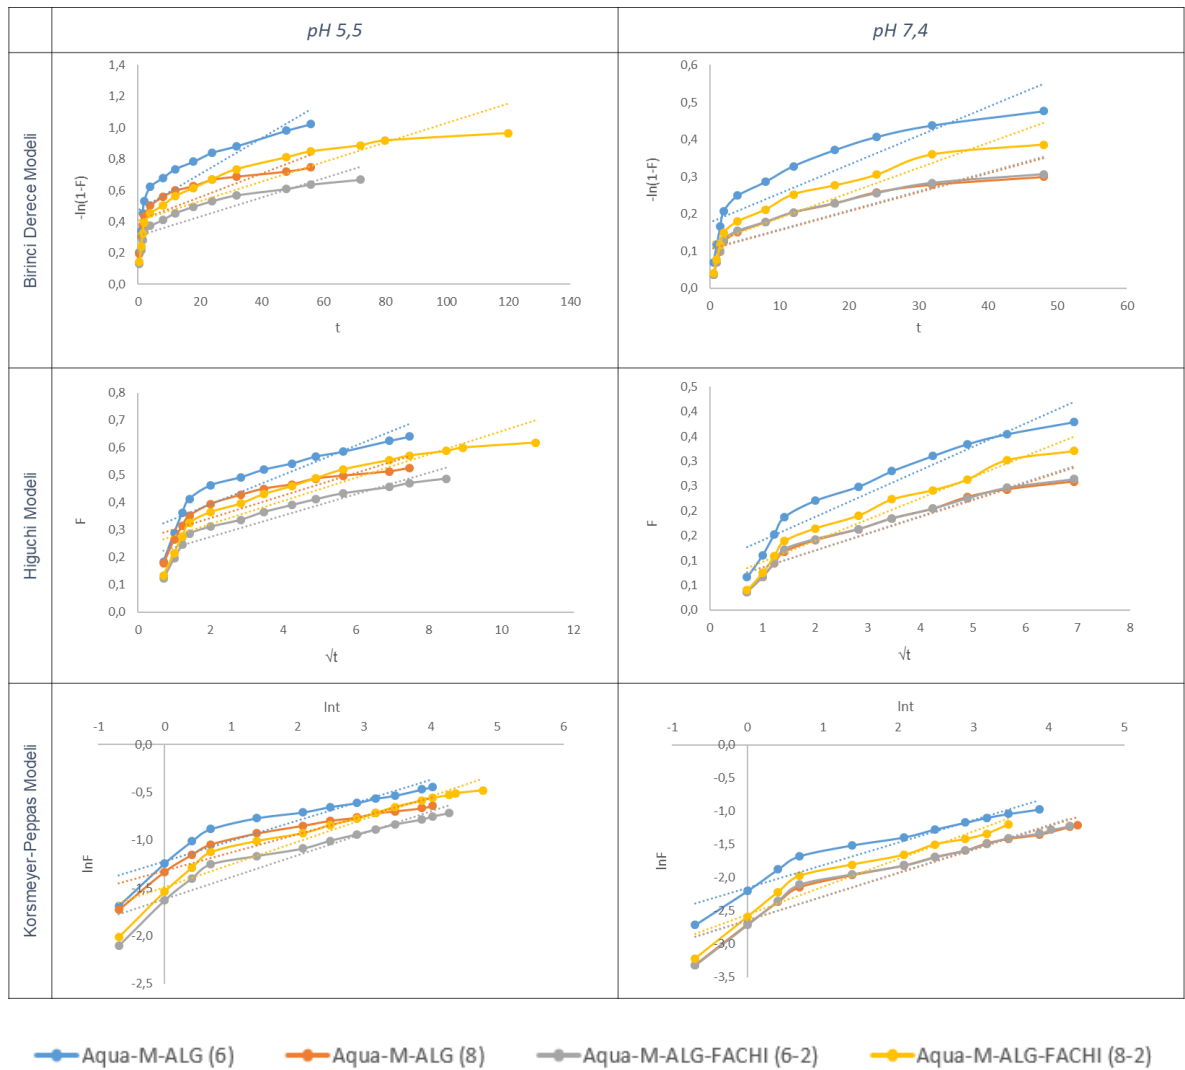 pH 5,5
pH 7,4
Birinci Derece Modeli
-ln(1-F)
1,4
1,2
1,0
0,8
0,6
0,4
0,2
0,0
0 20 40 60 80 100 120 140
t
-ln(1-F)
0,6
0,5
0,4
0,3
0,2
0,1
0,0
0 10 20 30 40 50 60
t
Higuchi Modeli
F
0,8
0,7
0,6
0,5
0,4
0,3
0,2
0,1
0,0
0 2 4 6 8 10 12
√t
F
0,5
0,4
0,4
0,3
0,3
0,2
0,2
0,1
0,1
0,0
0 1 2 3 4 5 6 7 8
√t
Korsmeyer-Peppas Modeli
lnt
-1 0 1 2 3 4 5 6
lnF
0,0
-0,5
-1,0
-1,5
-2,0
-2,5
lnt
-1 0 1 2 3 4 5
lnF
0,0
-0,5
-1,0
-1,5
-2,0
-2,5
-3,0
-3,5
Aqua-M-ALG (6) Aqua-M-ALG (8) Aqua-M-ALG-FACHI (6-2) Aqua-M-ALG-FACHI (8-2)